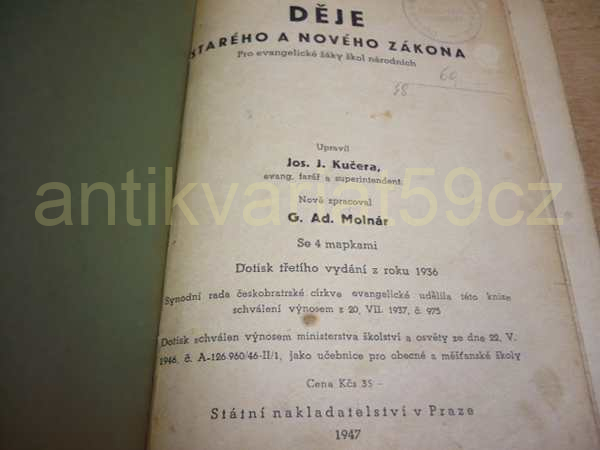 DĚJE
STARÉHO A NOVÉHO ZÁKONA
Pro evangelické žáky škol národních
69
38
Upravil
Jos. J. Kučera,
evang. farář a superintendent.
antikvariat59cz
Nově zpracoval
G. Ad. Molnár
Se 4 mapkami
Dotisk třetího vydání z roku 1936
Synodní rada českobratrské církve evangelické udělila této knize
schválení výnosem z 20. VII. 1937, č. 975
Dotisk schválen výnosem ministerstva školství a osvěty ze dne 22. V.
1946, č. A-126.960/46-II/1, jako učebnice pro obecné a měšťanské školy
Cena Kčs 35 –
Státní nakladatelství v Praze
1947